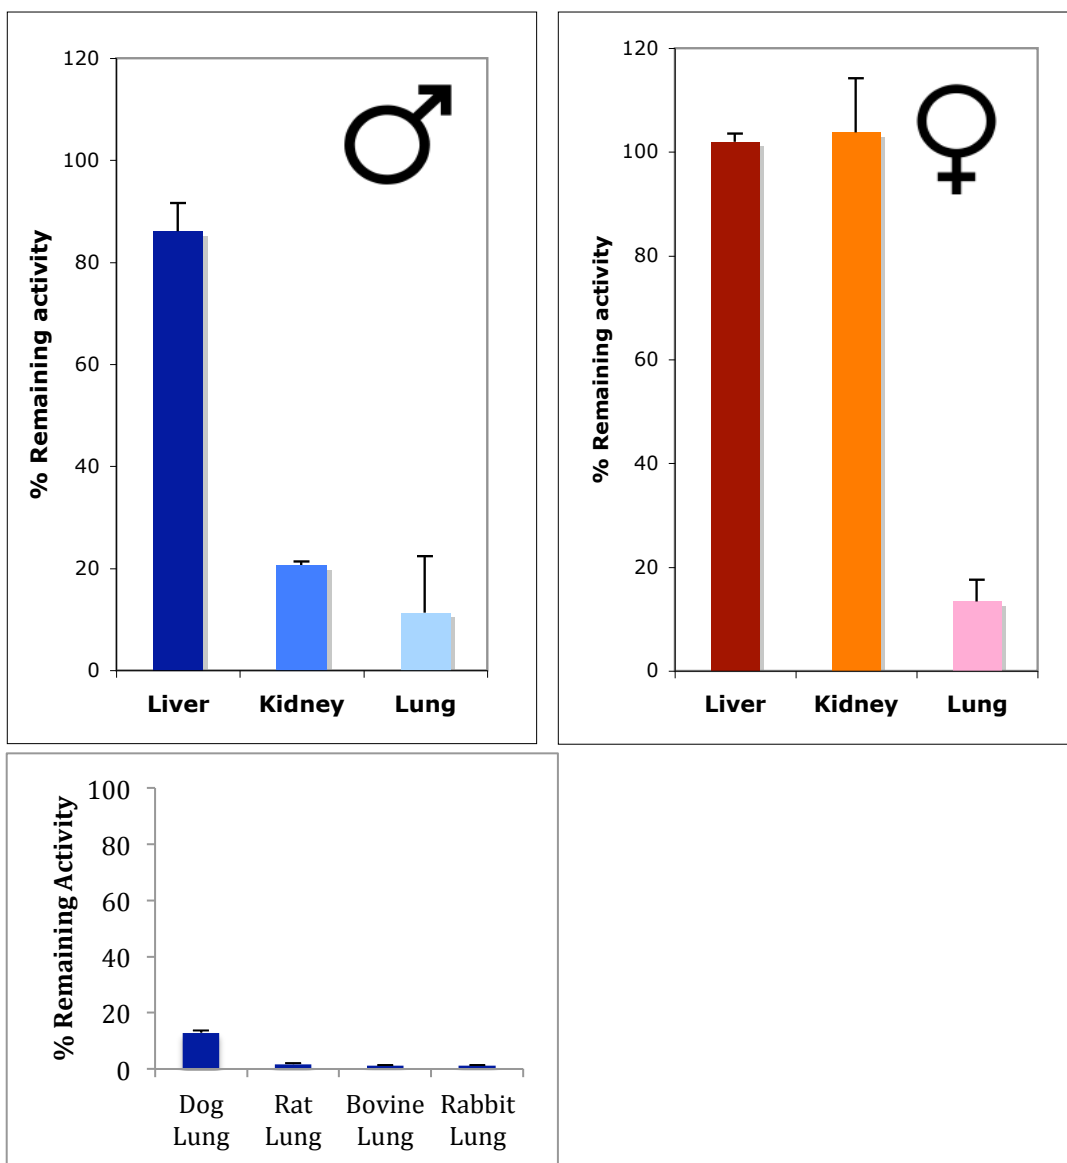 120
100
80
60
40
20
0
% Remaining activity
Liver Kidney Lung
120
100
80
60
40
20
0
% Remaining activity
Liver Kidney Lung
100
80
60
40
20
0
% Remaining Activity
Dog Rat Bovine Rabbit
Lung Lung Lung Lung